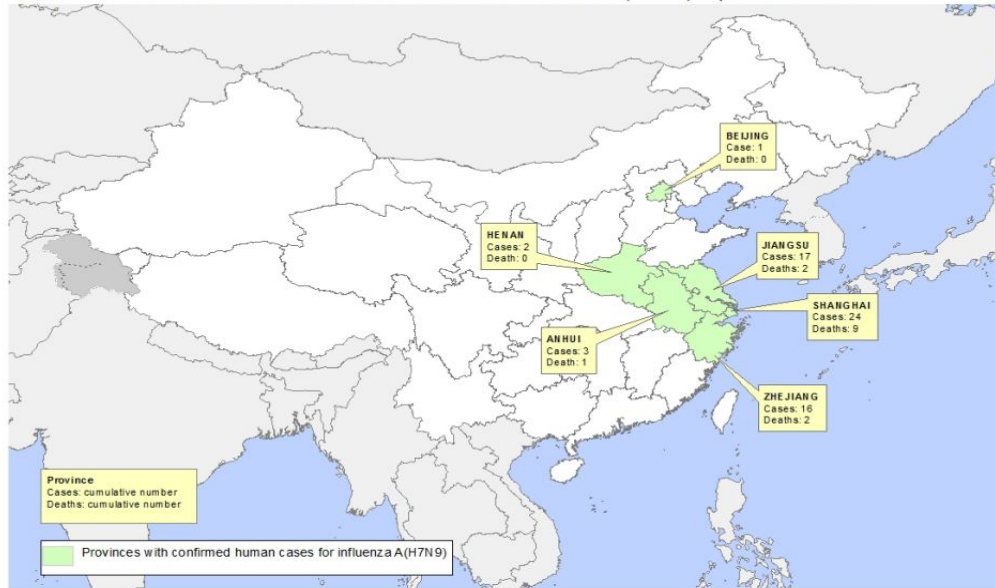 BEIJING
Case: 1
Death: 0
HENAN
Cases: 2
Death: 0
JIANGSU
Cases: 17
Deaths: 2
SHANGHAI
Cases: 24
Deaths: 9
ANHUI
Cases: 3
Death: 1
ZHEJIANG
Cases: 16
Deaths: 2
Province
Cases: cumulative number
Deaths: cumulative number
Provinces with confirmed human cases for influenza A(H7N9)